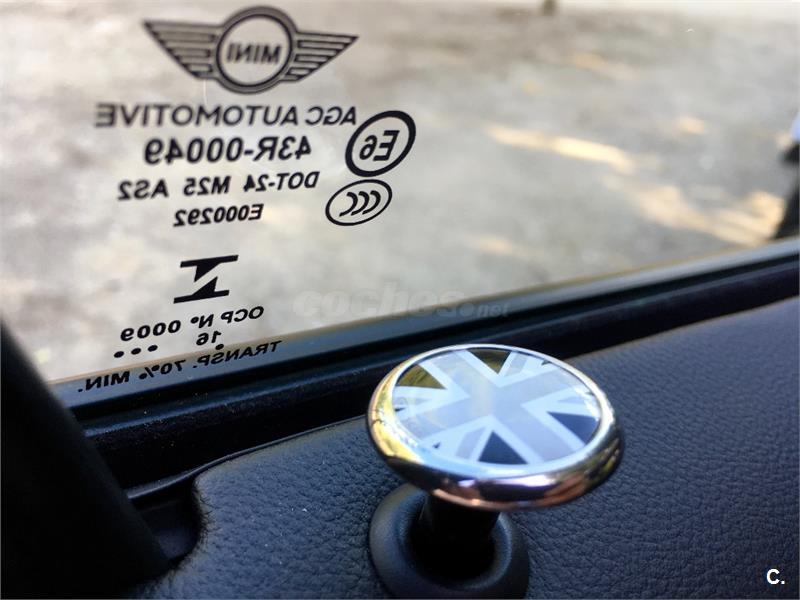 MINI
AGC AUTOMOTIVE
43R-00049
E6
DOT-24 M25 AS2
CCC
E000292
OCP Nº 0009
16
TRANSP. 70% MIN.
coches.net
C.